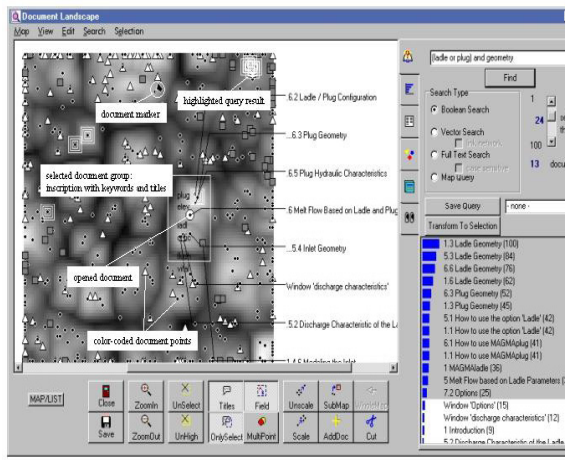 Document Landscape
Map View Edit Search Selection
(ladle or plug) and geometry
Find
Search Type
Boolean Search
Vector Search
Full Text Search
Map Query
1
24
100
13 docu
Save Query
- none -
Transform To Selection
document marker
highlighted query result
selected document group:
inscription with keywords and titles
opened document
color-coded document points
plug
.6.2 Ladle / Plug Configuration
...6.3 Plug Geometry
.6.5 Plug Hydraulic Characteristics
.6 Melt Flow Based on Ladle and Plug
...5.4 Inlet Geometry
Window 'discharge characteristics'
.5.2 Discharge Characteristic of the La
1.3 Ladle Geometry (100)
5.3 Ladle Geometry (84)
6.6 Ladle Geometry (76)
1.6 Ladle Geometry (62)
6.3 Plug Geometry (52)
1.3 Plug Geometry (45)
5.1 How to use the option 'Ladle' (42)
1.1 How to use the option 'Ladle' (42)
6.1 How to use MAGMAplug (41)
1.1 How to use MAGMAplug (41)
1 MAGMAladle (36)
5 Melt Flow based on Ladle Parameters (
7.2 Options (25)
Window 'Options' (15)
Window 'discharge characteristics' (12)
1 Introduction (9)
5.2 Discharge Characteristic of the Ladle
MAP/LIST
Close
ZoomIn
UnSelect
Titles
Field
Unscale
SubMap
Save
ZoomOut
UnHigh
OnlySelect
MultiPoint
Scale
AddDoc
Cut